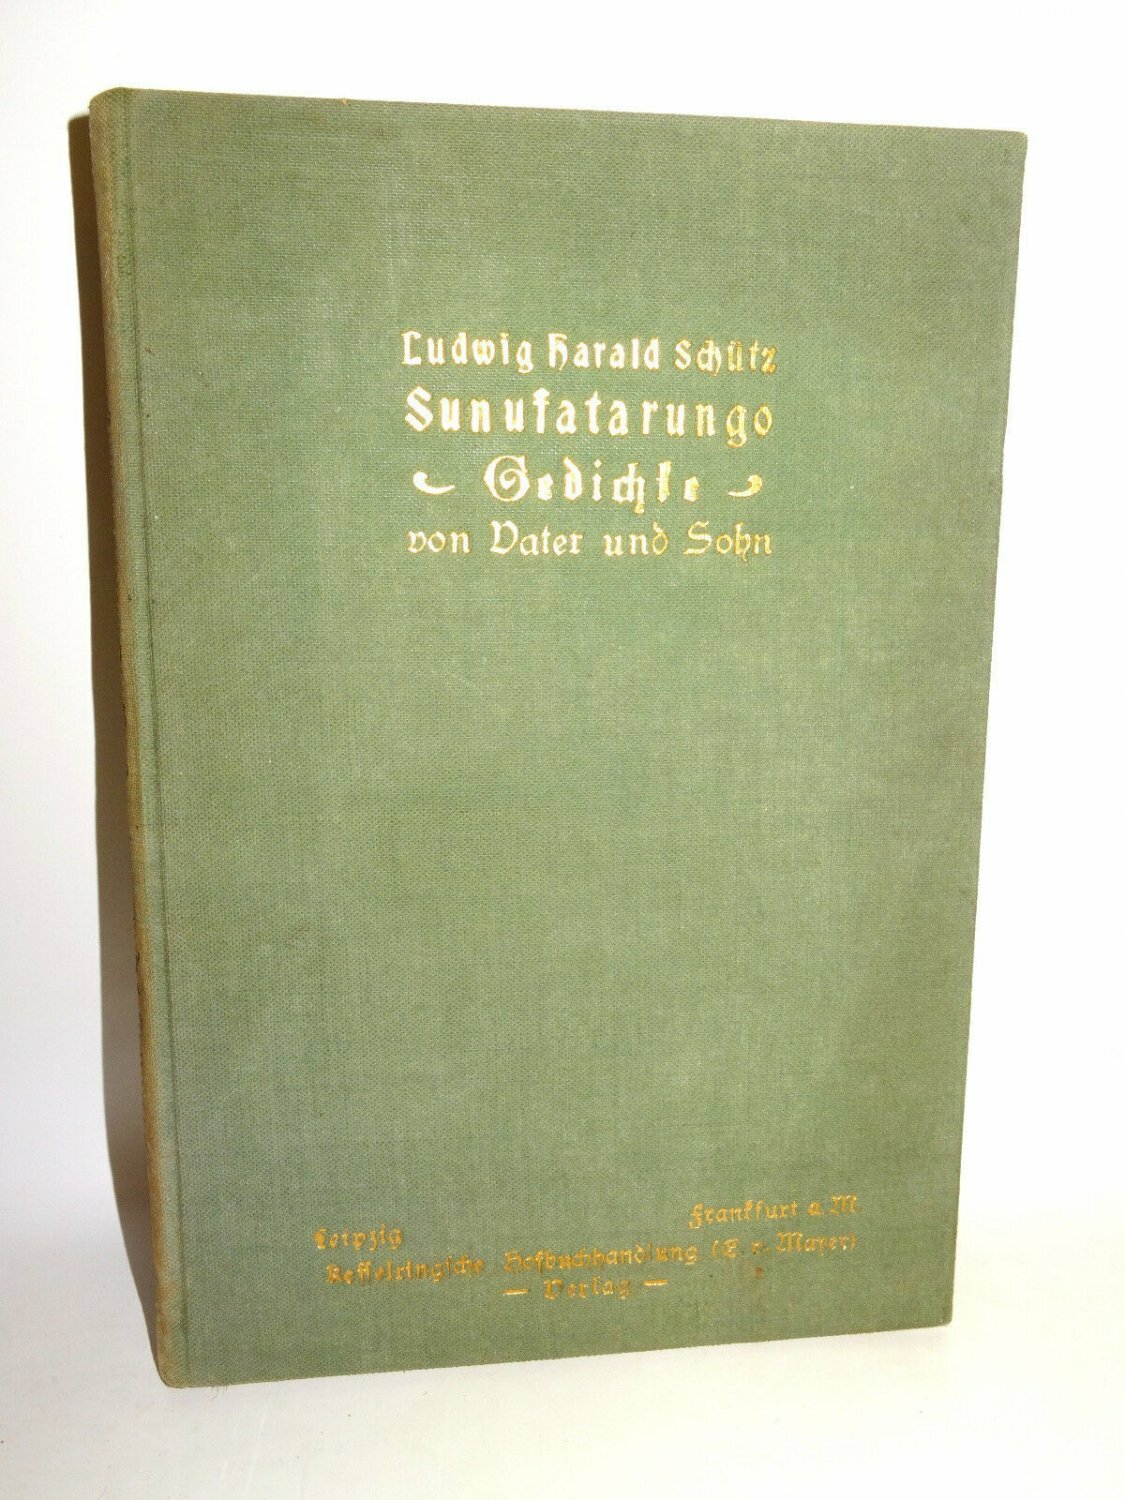 Ludwig Harald Schütz
Sunufatarungo
Gedichte
von Vater und Sohn
Leipzig Frankfurt a. M.
Kesselringsche Hofbuchhandlung (E. v. Mayer)
— Verlag —